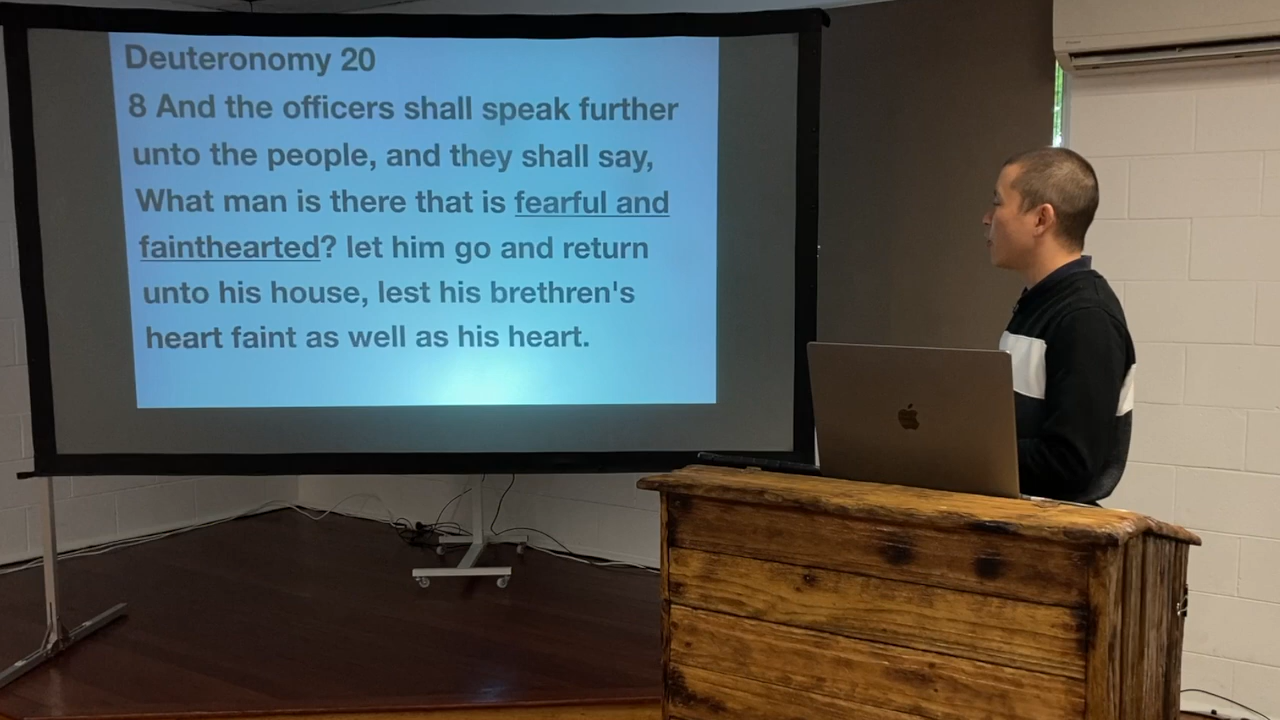 Deuteronomy 20
8 And the officers shall speak further
unto the people, and they shall say,
What man is there that is fearful and
fainthearted? let him go and return
unto his house, lest his brethren's
heart faint as well as his heart.